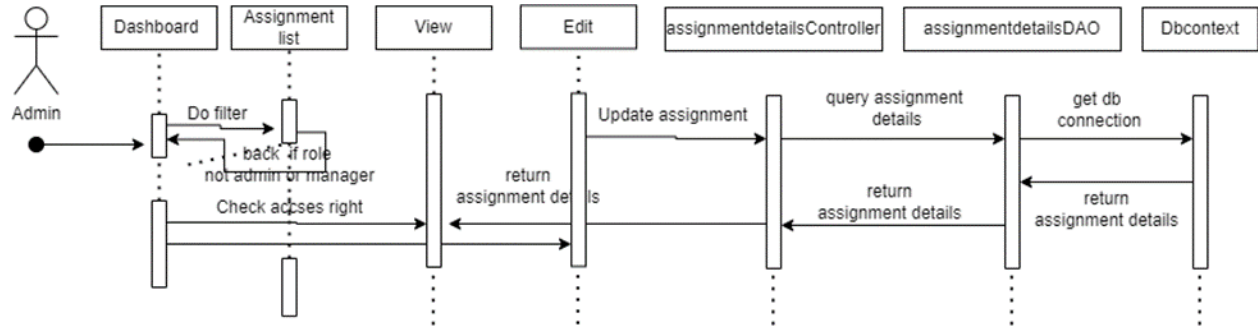 Dashboard
Assignment
list
View
Edit
assignmentdetailsController
assignmentdetailsDAO
Dbcontext
Admin
Do filter
back if role
not admin or manager
Check accses right
return
assignment details
Update assignment
query assignment
details
get db
connection
return
assignment details
return
assignment details